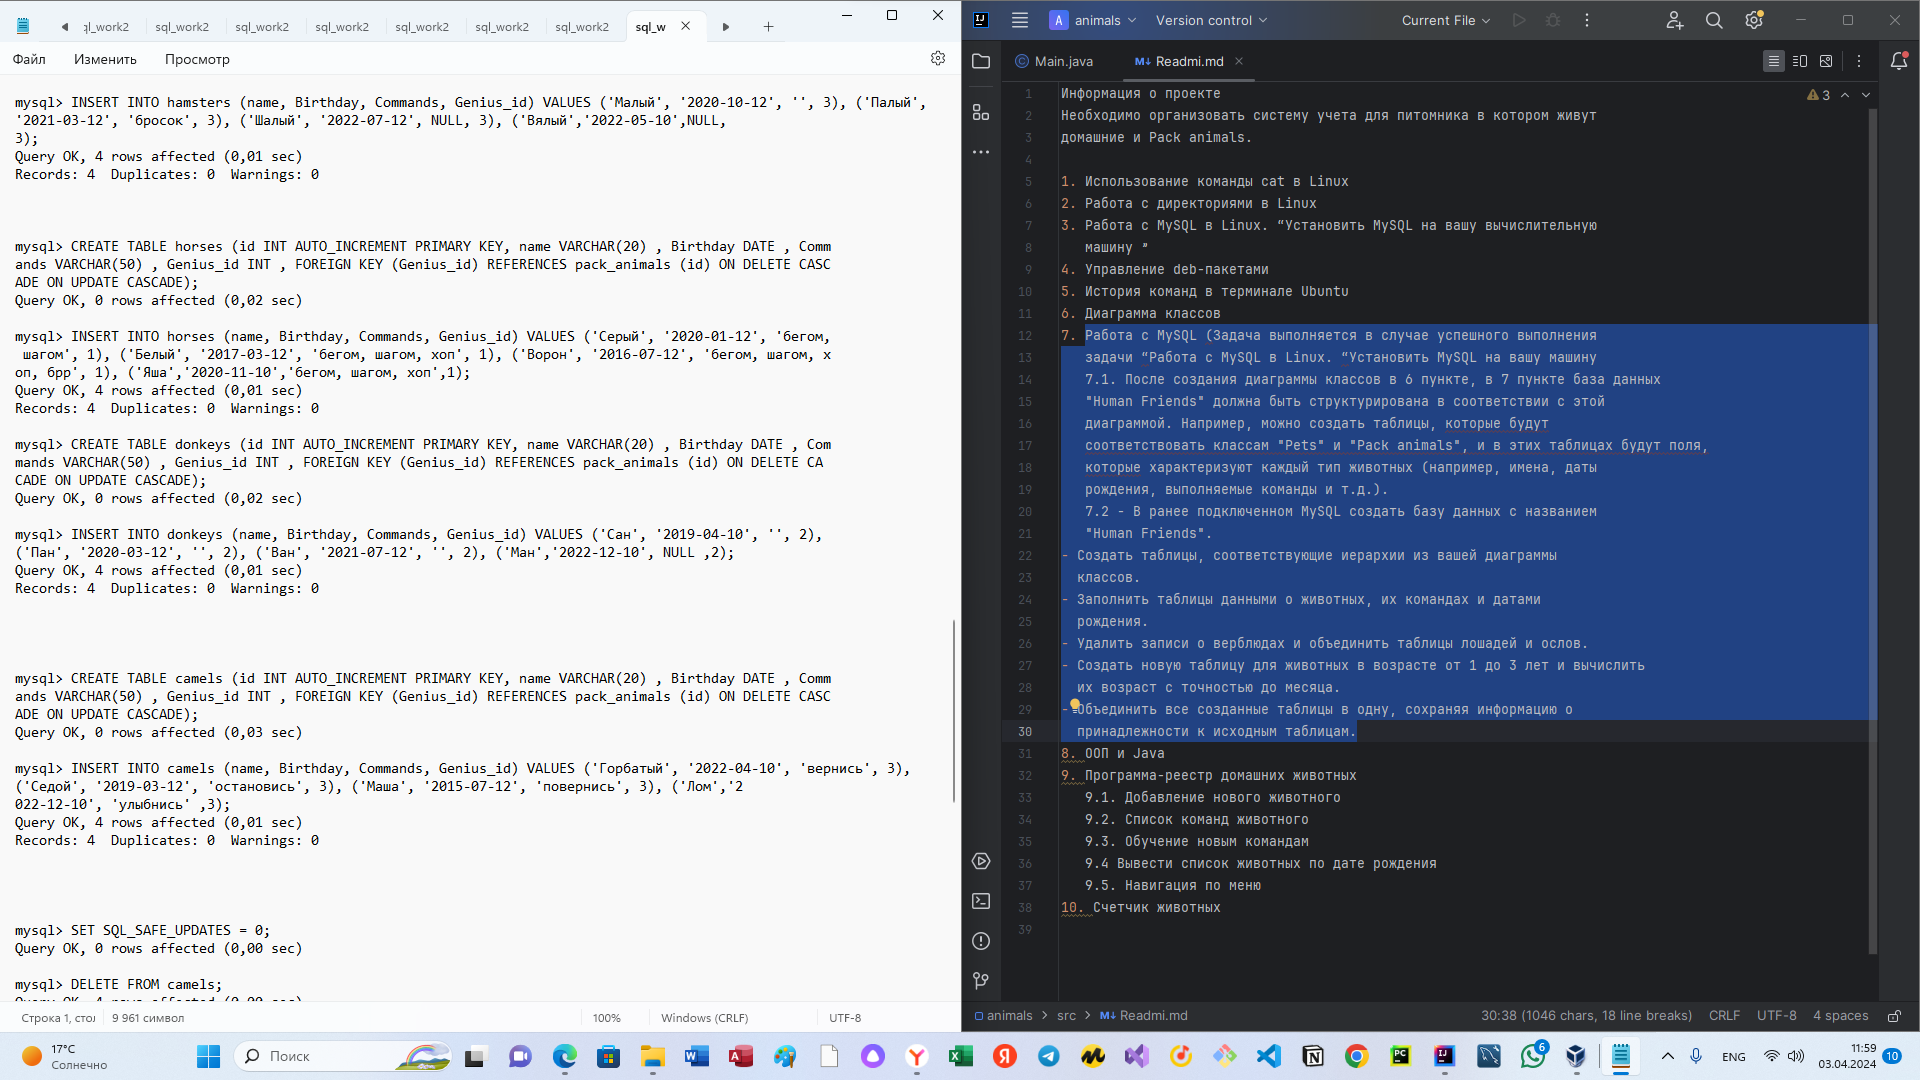 ql_work2
sql_work2
sql_work2
sql_work2
sql_work2
sql_work2
sql_work2
sql_w
Файл
Изменить
Просмотр
mysql> INSERT INTO hamsters (name, Birthday, Commands, Genius_id) VALUES ('Малый', '2020-10-12', '', 3), ('Палый',
'2021-03-12', 'бросок', 3), ('Шалый', '2022-07-12', NULL, 3), ('Вялый','2022-05-10',NULL,
3);
Query OK, 4 rows affected (0,01 sec)
Records: 4  Duplicates: 0  Warnings: 0
mysql> CREATE TABLE horses (id INT AUTO_INCREMENT PRIMARY KEY, name VARCHAR(20) , Birthday DATE , Comm
ands VARCHAR(50) , Genius_id INT , FOREIGN KEY (Genius_id) REFERENCES pack_animals (id) ON DELETE CASC
ADE ON UPDATE CASCADE);
Query OK, 0 rows affected (0,02 sec)
mysql> INSERT INTO horses (name, Birthday, Commands, Genius_id) VALUES ('Серый', '2020-01-12', 'бегом,
шагом', 1), ('Белый', '2017-03-12', 'бегом, шагом, хоп', 1), ('Ворон', '2016-07-12', 'бегом, шагом, х
оп, брр', 1), ('Яша','2020-11-10','бегом, шагом, хоп',1);
Query OK, 4 rows affected (0,01 sec)
Records: 4  Duplicates: 0  Warnings: 0
mysql> CREATE TABLE donkeys (id INT AUTO_INCREMENT PRIMARY KEY, name VARCHAR(20) , Birthday DATE , Com
mands VARCHAR(50) , Genius_id INT , FOREIGN KEY (Genius_id) REFERENCES pack_animals (id) ON DELETE CA
CADE ON UPDATE CASCADE);
Query OK, 0 rows affected (0,02 sec)
mysql> INSERT INTO donkeys (name, Birthday, Commands, Genius_id) VALUES ('Сан', '2019-04-10', '', 2),
('Пан', '2020-03-12', '', 2), ('Ван', '2021-07-12', '', 2), ('Ман','2022-12-10', NULL ,2);
Query OK, 4 rows affected (0,01 sec)
Records: 4  Duplicates: 0  Warnings: 0
mysql> CREATE TABLE camels (id INT AUTO_INCREMENT PRIMARY KEY, name VARCHAR(20) , Birthday DATE , Comm
ands VARCHAR(50) , Genius_id INT , FOREIGN KEY (Genius_id) REFERENCES pack_animals (id) ON DELETE CASC
ADE ON UPDATE CASCADE);
Query OK, 0 rows affected (0,03 sec)
mysql> INSERT INTO camels (name, Birthday, Commands, Genius_id) VALUES ('Горбатый', '2022-04-10', 'вернись', 3),
('Седой', '2019-03-12', 'остановись', 3), ('Маша', '2015-07-12', 'повернись', 3), ('Лом','2
022-12-10', 'улыбнись' ,3);
Query OK, 4 rows affected (0,01 sec)
Records: 4  Duplicates: 0  Warnings: 0
mysql> SET SQL_SAFE_UPDATES = 0;
Query OK, 0 rows affected (0,00 sec)
mysql> DELETE FROM camels;
Query OK, 4 rows affected (0,00 sec)
Строка 1, стол
9 961 символ
100%
Windows (CRLF)
UTF-8
A animals
Version control
Current File
Main.java
M↓ Readmi.md
3
1 Информация о проекте
2 Необходимо организовать систему учета для питомника в котором живут
3 домашние и Pack animals.
4
5 1. Использование команды cat в Linux
6 2. Работа с директориями в Linux
7 3. Работа с MySQL в Linux. “Установить MySQL на вашу вычислительную
8 машину ”
9 4. Управление deb-пакетами
10 5. История команд в терминале Ubuntu
11 6. Диаграмма классов
12 7. Работа с MySQL (Задача выполняется в случае успешного выполнения
13 задачи “Работа с MySQL в Linux. “Установить MySQL на вашу машину
14 7.1. После создания диаграммы классов в 6 пункте, в 7 пункте база данных
15 "Human Friends" должна быть структурирована в соответствии с этой
16 диаграммой. Например, можно создать таблицы, которые будут
17 соответствовать классам "Pets" и "Pack animals", и в этих таблицах будут поля,
18 которые характеризуют каждый тип животных (например, имена, даты
19 рождения, выполняемые команды и т.д.).
20 7.2 - В ранее подключенном MySQL создать базу данных с названием
21 "Human Friends".
22 - Создать таблицы, соответствующие иерархии из вашей диаграммы
23 классов.
24 - Заполнить таблицы данными о животных, их командах и датами
25 рождения.
26 - Удалить записи о верблюдах и объединить таблицы лошадей и ослов.
27 - Создать новую таблицу для животных в возрасте от 1 до 3 лет и вычислить
28 их возраст с точностью до месяца.
29 - Объединить все созданные таблицы в одну, сохраняя информацию о
30 принадлежности к исходным таблицам.
31 8. ООП и Java
32 9. Программа-реестр домашних животных
33 9.1. Добавление нового животного
34 9.2. Список команд животного
35 9.3. Обучение новым командам
36 9.4 Вывести список животных по дате рождения
37 9.5. Навигация по меню
38 10. Счетчик животных
39
animals > src > M↓ Readmi.md
30:38 (1046 chars, 18 line breaks)
CRLF
UTF-8
4 spaces
17°C
Солнечно
Поиск
6
ENG
11:59
03.04.2024
10